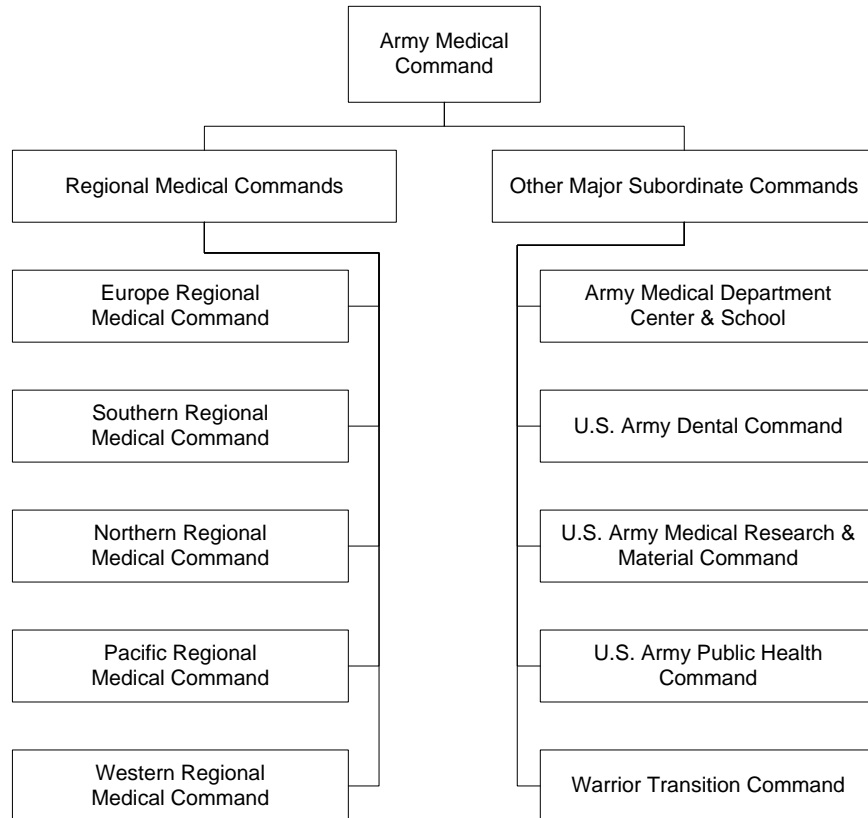 Army Medical
Command
Regional Medical Commands
Other Major Subordinate Commands
Europe Regional
Medical Command
Southern Regional
Medical Command
Northern Regional
Medical Command
Pacific Regional
Medical Command
Western Regional
Medical Command
Army Medical Department
Center & School
U.S. Army Dental Command
U.S. Army Medical Research &
Material Command
U.S. Army Public Health
Command
Warrior Transition Command